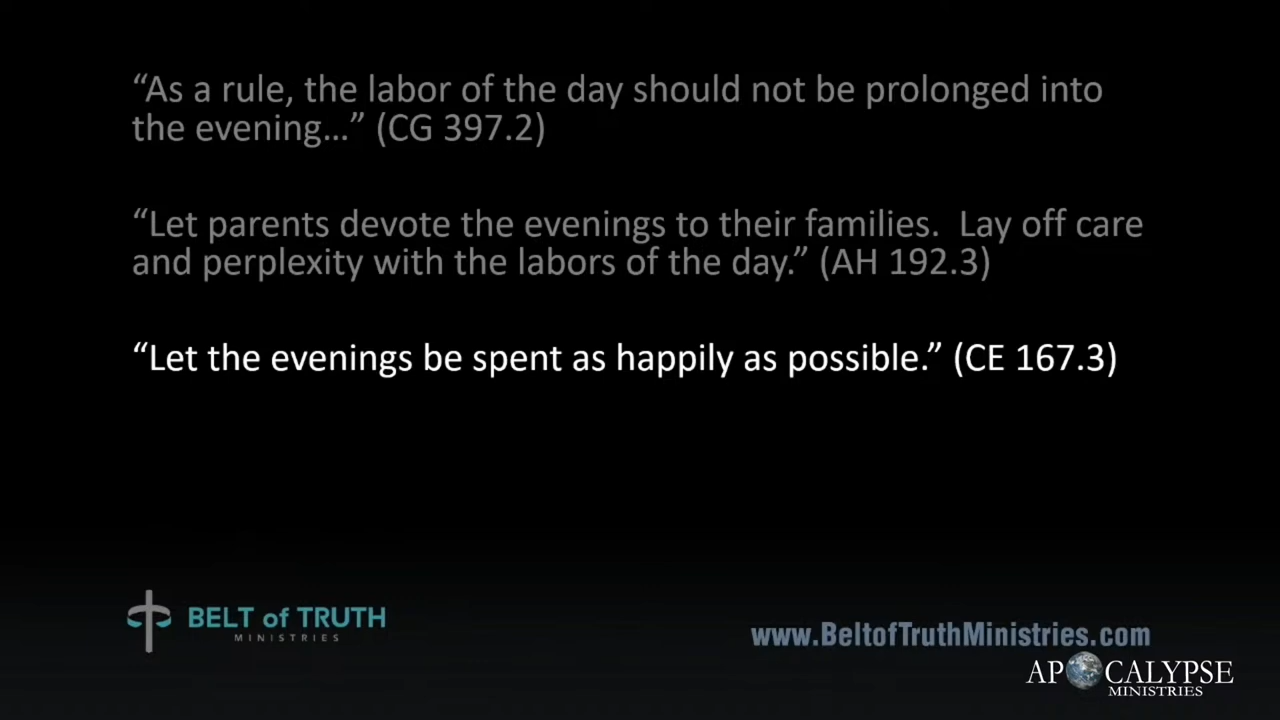 “As a rule, the labor of the day should not be prolonged into
the evening…” (CG 397.2)
“Let parents devote the evenings to their families.  Lay off care
and perplexity with the labors of the day.” (AH 192.3)
“Let the evenings be spent as happily as possible.” (CE 167.3)
BELT of TRUTH
MINISTRIES
www.BeltofTruthMinistries.com
APOCALYPSE
MINISTRIES